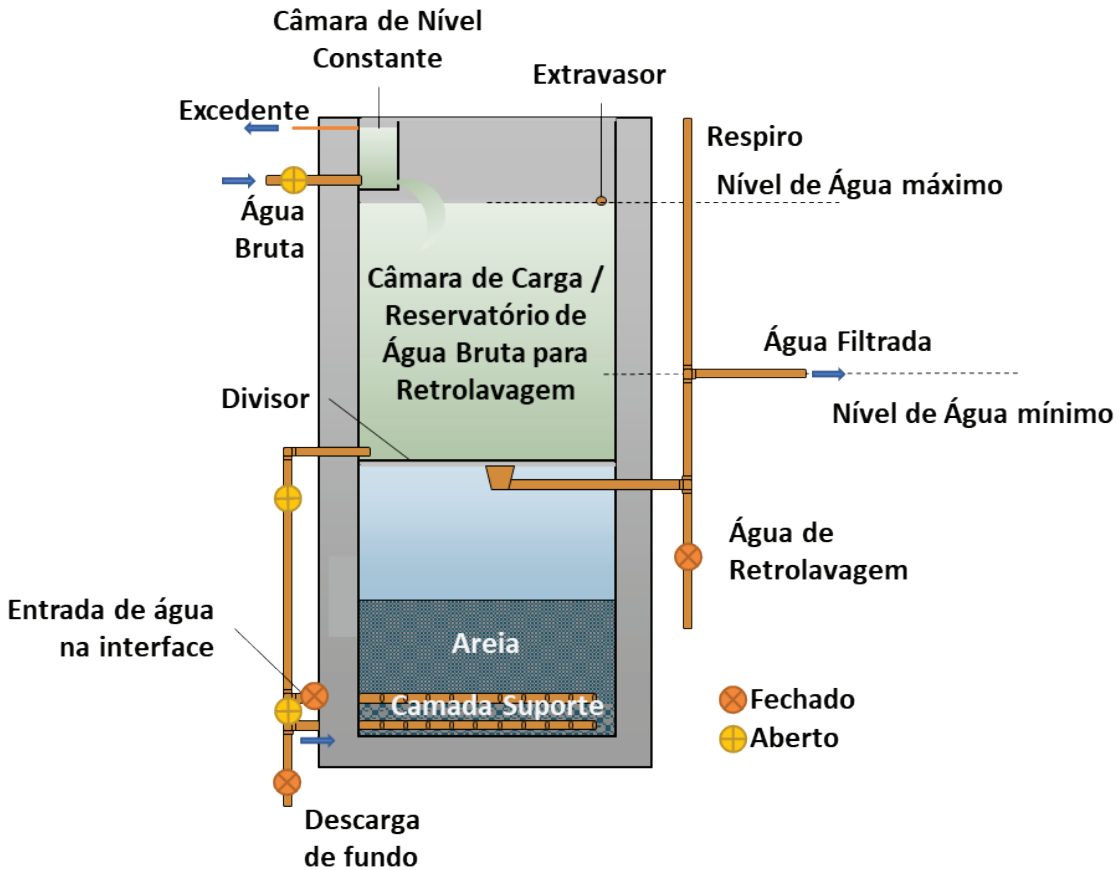 Câmara de Nível
Constante
Extravasor
Excedente
Respiro
Nível de Água máximo
Água
Bruta
Câmara de Carga /
Reservatório de
Água Bruta para
Retrolavagem
Água Filtrada
Nível de Água mínimo
Divisor
Água de
Retrolavagem
Entrada de água
na interface
Areia
Camada Suporte
Fechado
Aberto
Descarga
de fundo